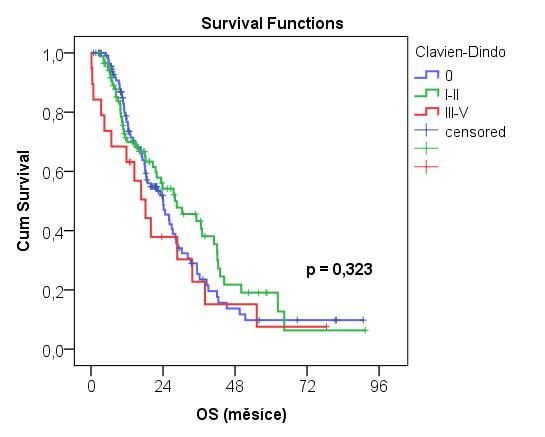 Survival Functions
Clavien-Dindo
0
I-II
III-V
censored
Cum Survival
1,0
0,8
0,6
0,4
0,2
0,0
p = 0,323
0 24 48 72 96
OS (měsíce)